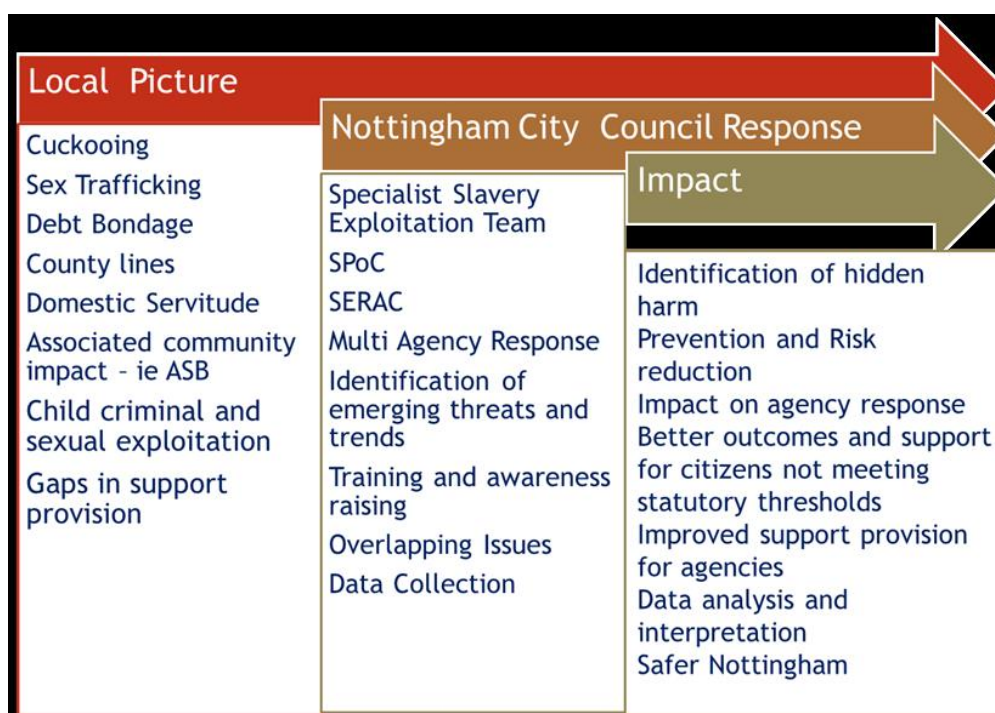 Local Picture
Cuckooing
Sex Trafficking
Debt Bondage
County lines
Domestic Servitude
Associated community
impact – ie ASB
Child criminal and
sexual exploitation
Gaps in support
provision
Nottingham City Council Response
Specialist Slavery
Exploitation Team
SPoC
SERAC
Multi Agency Response
Identification of
emerging threats and
trends
Training and awareness
raising
Overlapping Issues
Data Collection
Impact
Identification of hidden
harm
Prevention and Risk
reduction
Impact on agency response
Better outcomes and support
for citizens not meeting
statutory thresholds
Improved support provision
for agencies
Data analysis and
interpretation
Safer Nottingham